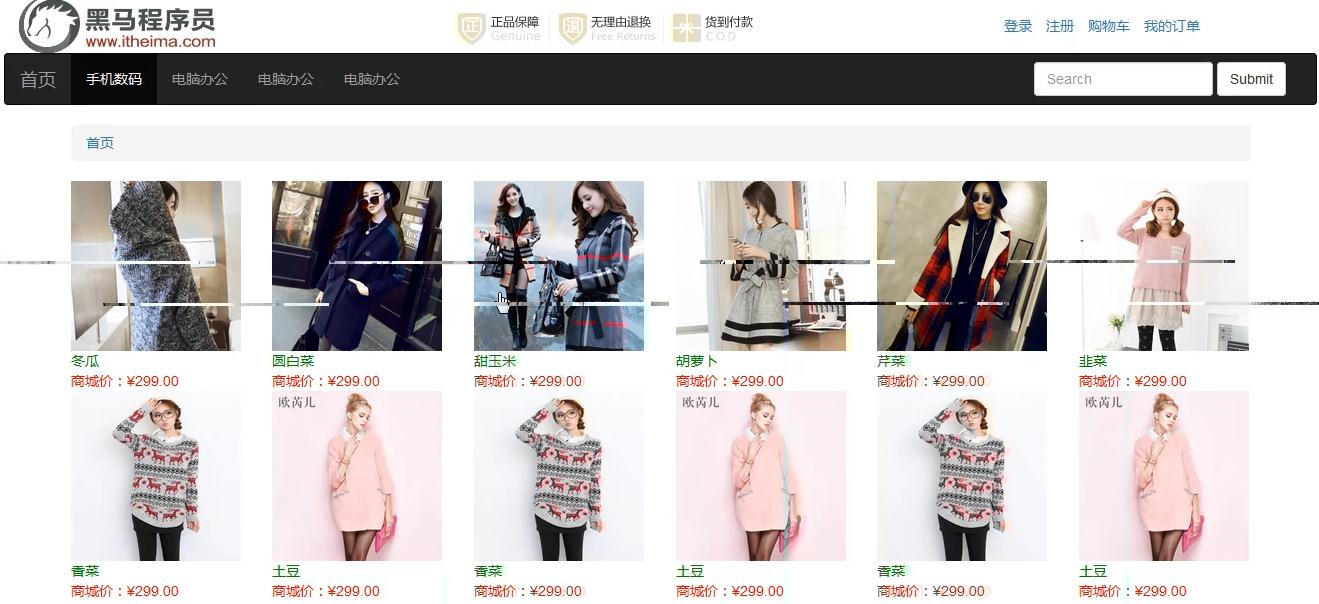 黑马程序员
www.itheima.com
正品保障
Genuine
无理由退换
Free Returns
货到付款
C.O.D
登录 注册 购物车 我的订单
首页 手机数码 电脑办公 电脑办公 电脑办公 Search Submit
首页
冬瓜 圆白菜 甜玉米 胡萝卜 芹菜 韭菜
商城价：¥299.00 商城价：¥299.00 商城价：¥299.00 商城价：¥299.00 商城价：¥299.00 商城价：¥299.00
欧芮儿 欧芮儿 欧芮儿
香菜 土豆 香菜 土豆 香菜 土豆
商城价：¥299.00 商城价：¥299.00 商城价：¥299.00 商城价：¥299.00 商城价：¥299.00 商城价：¥299.00